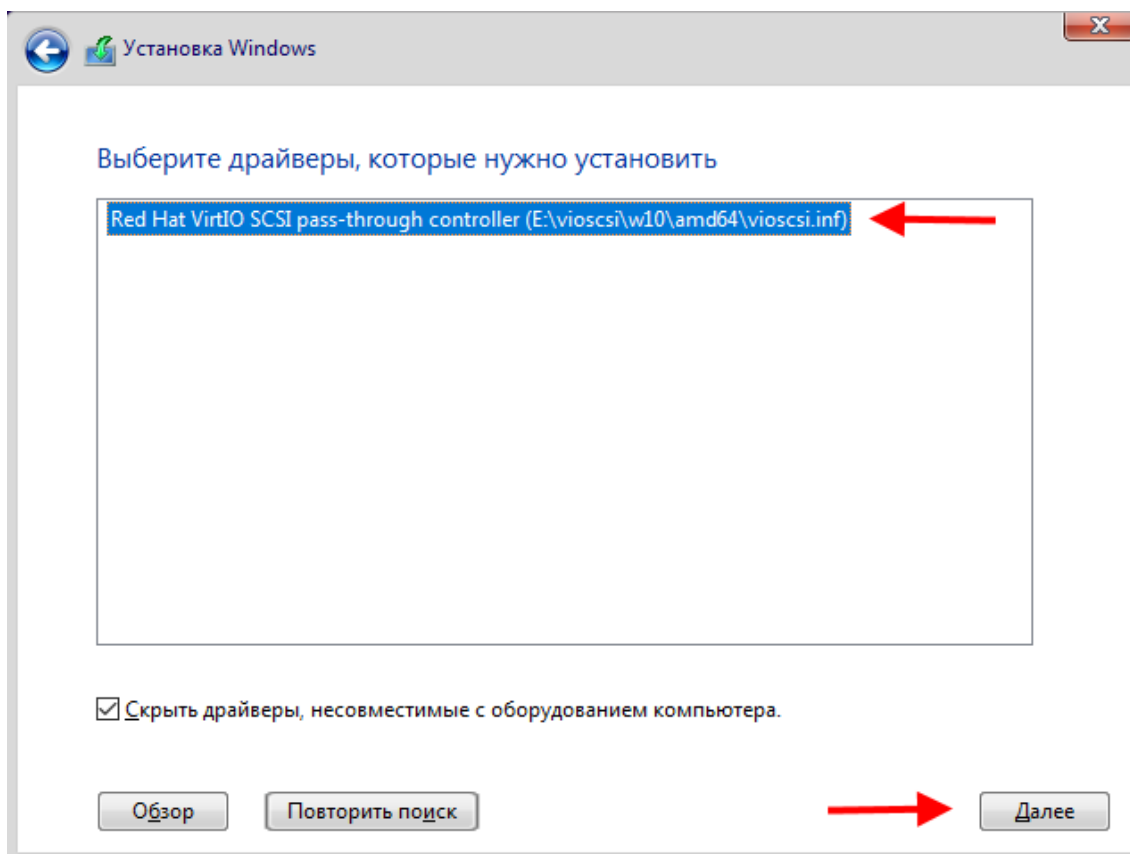 Установка Windows
Выберите драйверы, которые нужно установить
Red Hat VirtIO SCSI pass-through controller (E:\vioscsi\w10\amd64\vioscsi.inf)
Скрыть драйверы, несовместимые с оборудованием компьютера.
Обзор
Повторить поиск
Далее